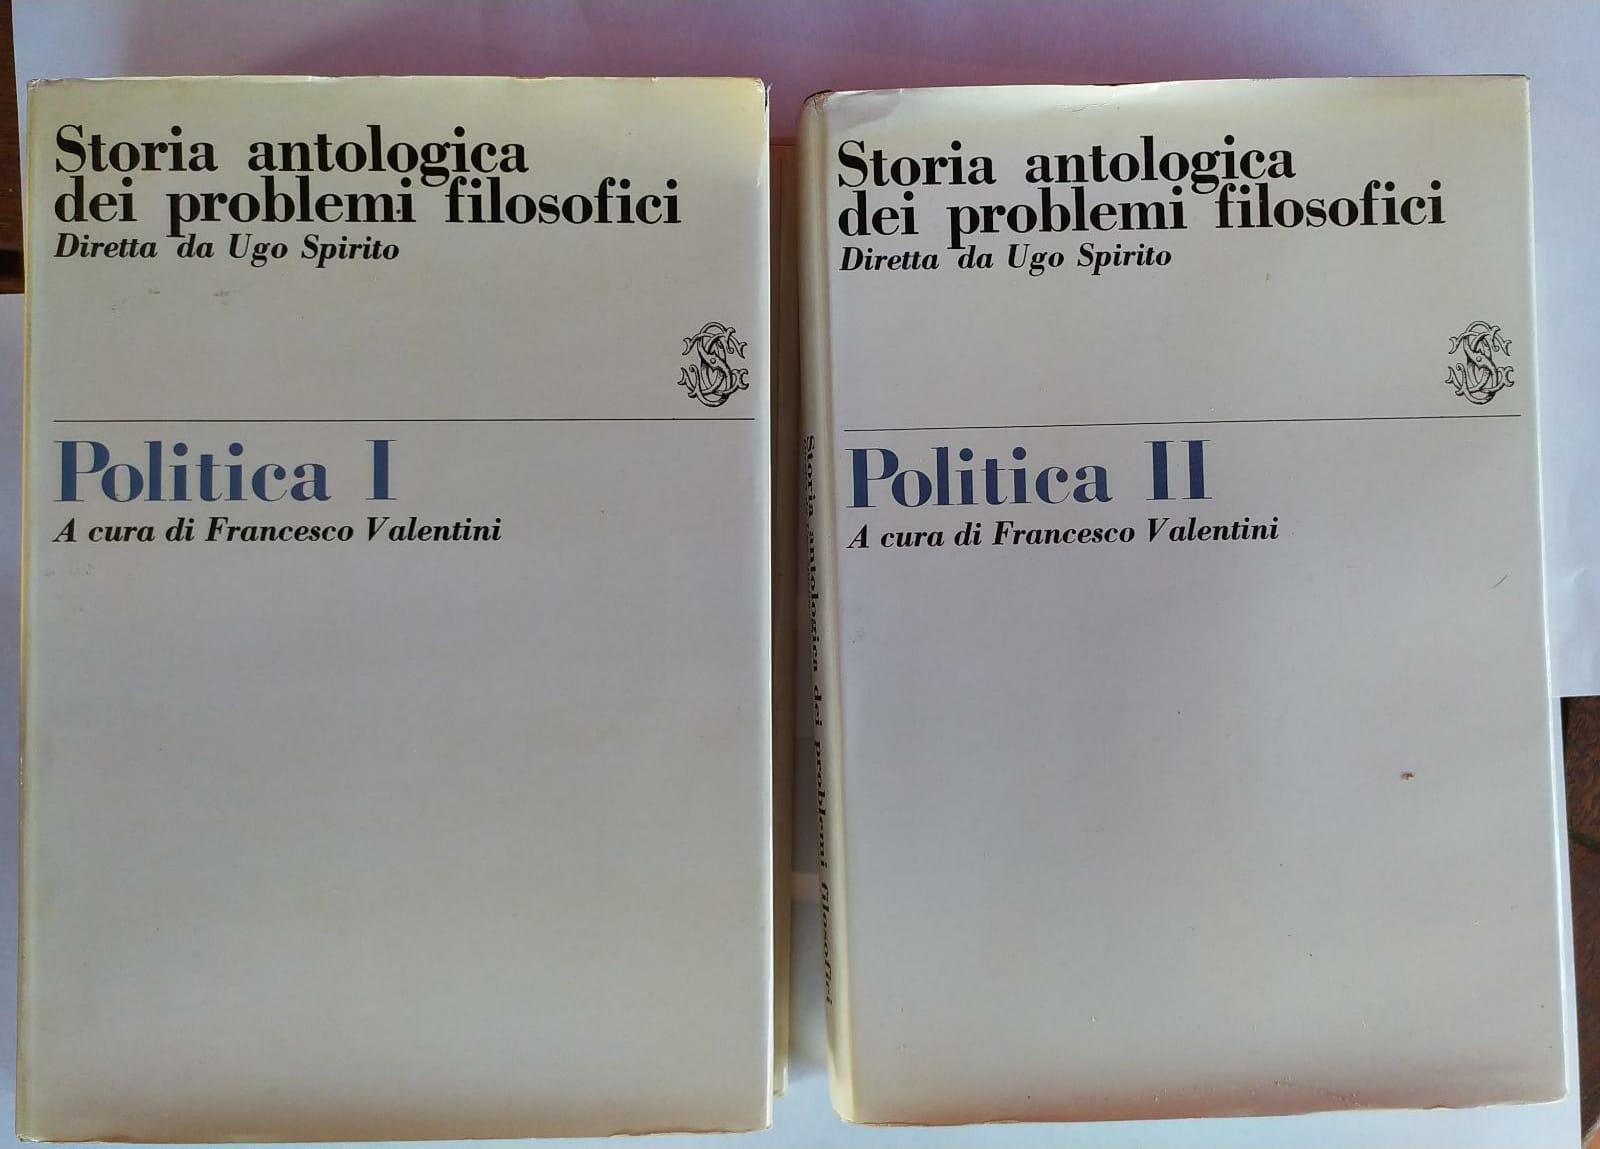 Storia antologica
dei problemi filosofici
Diretta da Ugo Spirito
Politica I
A cura di Francesco Valentini
Storia antologica
dei problemi filosofici
Diretta da Ugo Spirito
Politica II
A cura di Francesco Valentini
Storia antologica dei problemi filosofici